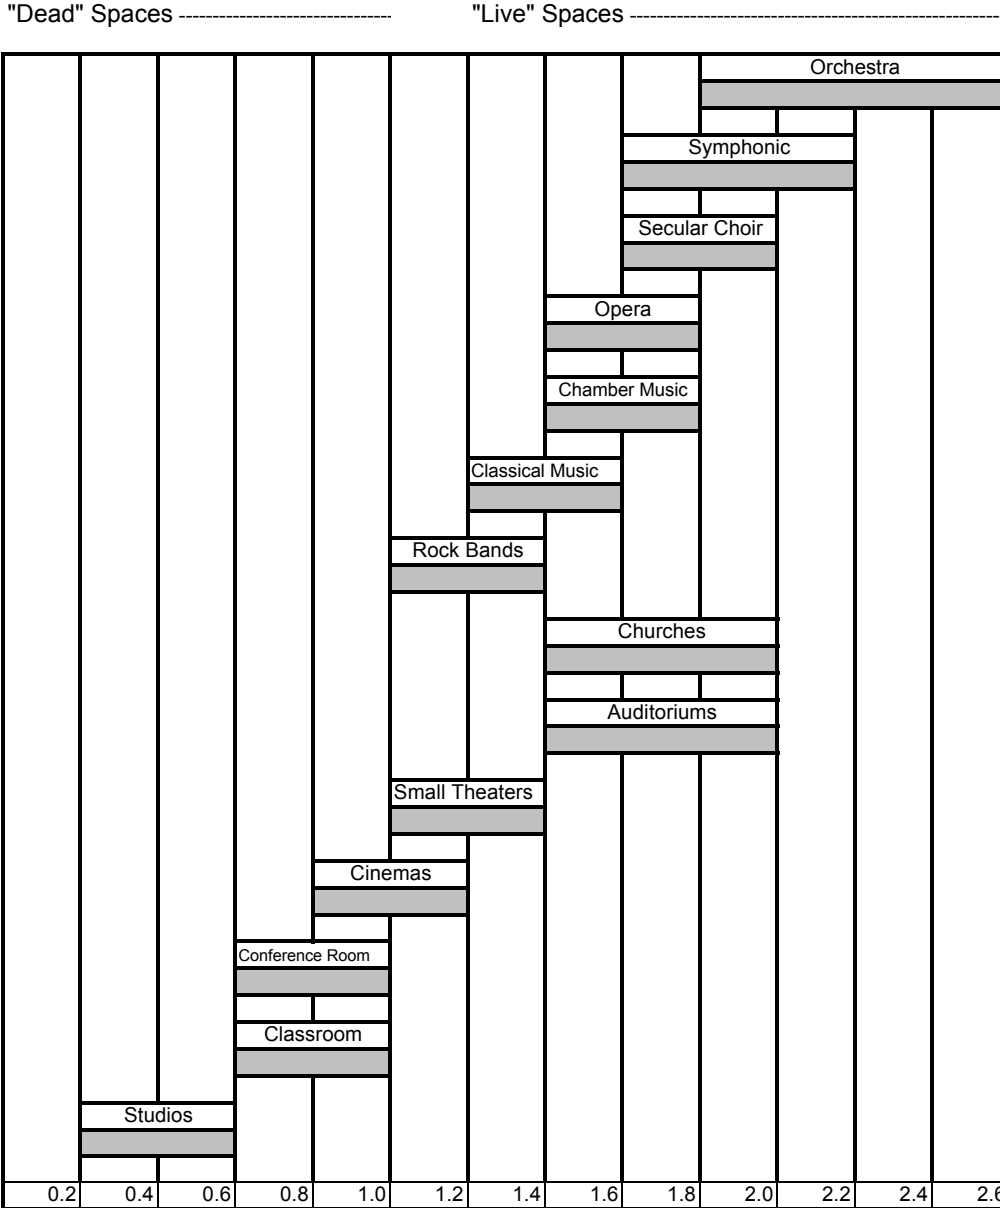 "Dead" Spaces -------------------------------- "Live" Spaces --------------------------------------------------------
Orchestra
Symphonic
Secular Choir
Opera
Chamber Music
Classical Music
Rock Bands
Churches
Auditoriums
Small Theaters
Cinemas
Conference Room
Classroom
Studios
0.2 0.4 0.6 0.8 1.0 1.2 1.4 1.6 1.8 2.0 2.2 2.4 2.6